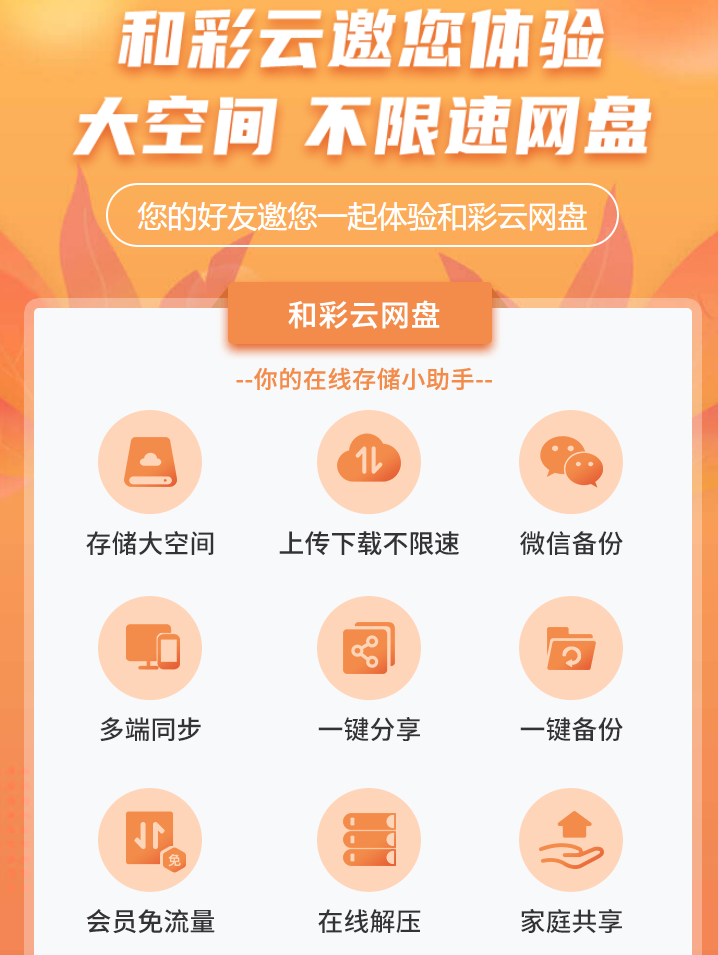 和彩云邀您体验
大空间 不限速网盘
您的好友邀您一起体验和彩云网盘
和彩云网盘
--你的在线存储小助手--
存储大空间 上传下载不限速 微信备份
多端同步 一键分享 一键备份
免
会员免流量 在线解压 家庭共享